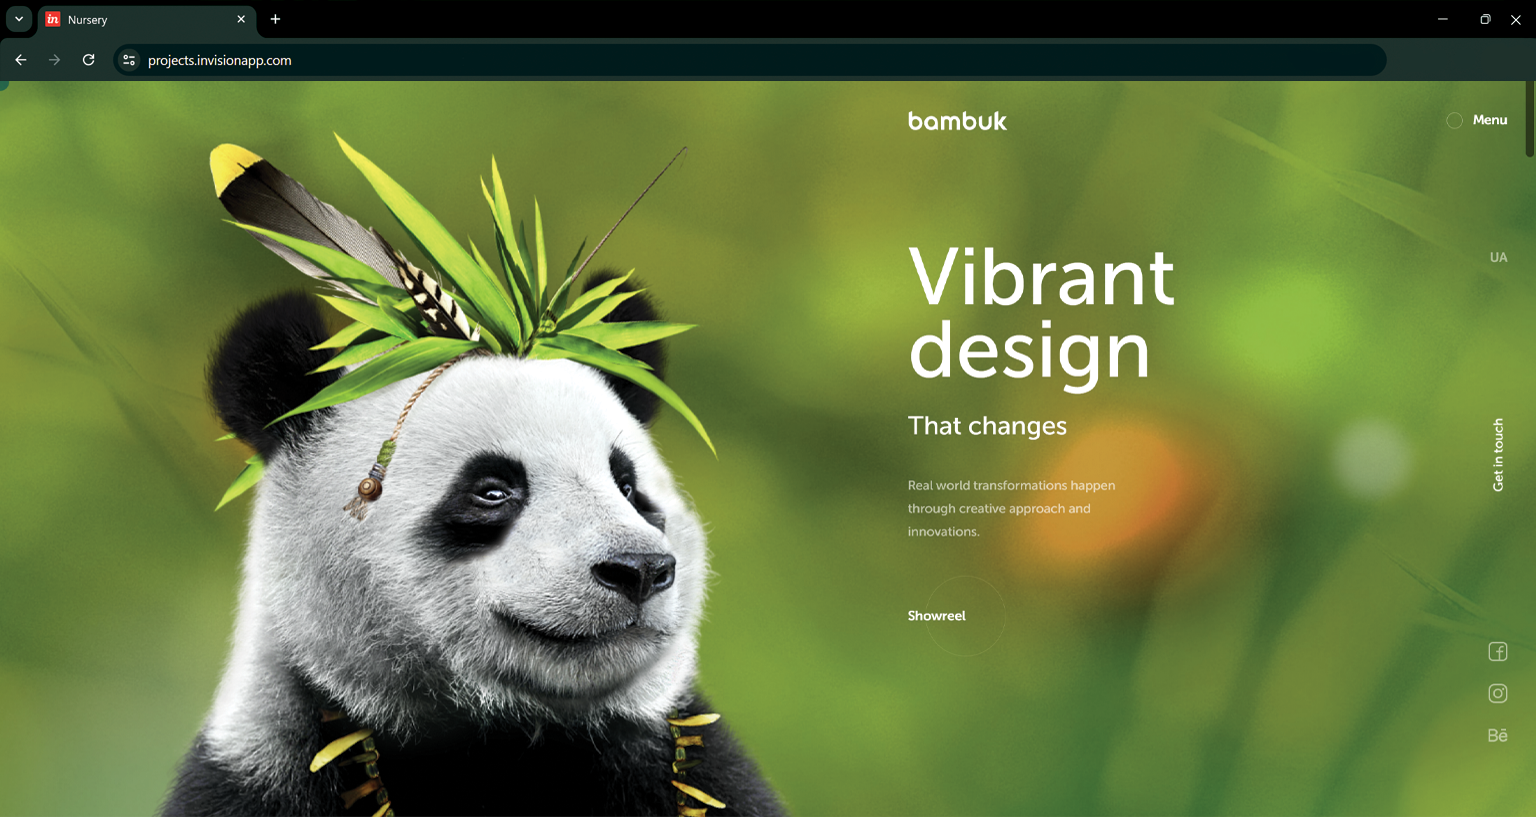 Nursery
projects.invisionapp.com
bambuk
Menu
Vibrant
design
UA
That changes
Get in touch
Real world transformations happen
through creative approach and
innovations.
Showreel
Bē